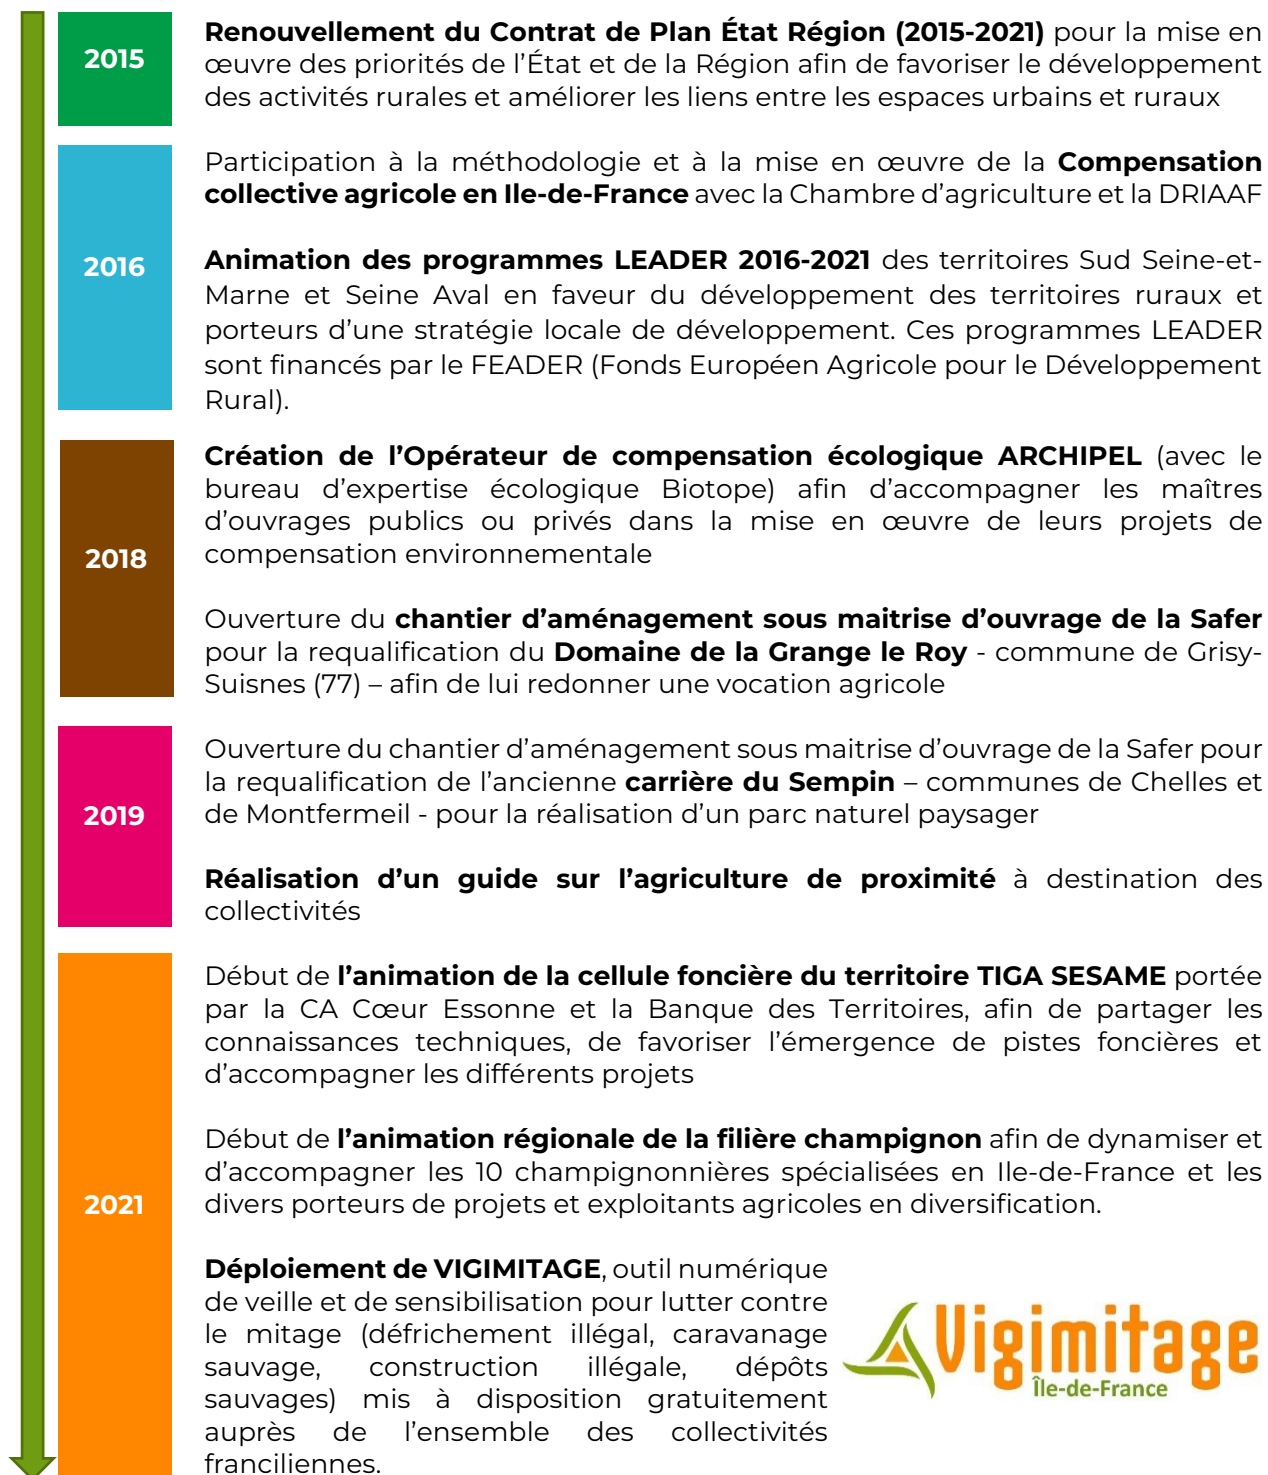 2015
Renouvellement du Contrat de Plan État Région (2015-2021) pour la mise en
œuvre des priorités de l’État et de la Région afin de favoriser le développement
des activités rurales et améliorer les liens entre les espaces urbains et ruraux
2016
Participation à la méthodologie et à la mise en œuvre de la Compensation
collective agricole en Ile-de-France avec la Chambre d’agriculture et la DRIAAF
Animation des programmes LEADER 2016-2021 des territoires Sud Seine-et-
Marne et Seine Aval en faveur du développement des territoires ruraux et
porteurs d’une stratégie locale de développement. Ces programmes LEADER
sont financés par le FEADER (Fonds Européen Agricole pour le Développement
Rural).
2018
Création de l’Opérateur de compensation écologique ARCHIPEL (avec le
bureau d’expertise écologique Biotope) afin d’accompagner les maîtres
d’ouvrages publics ou privés dans la mise en œuvre de leurs projets de
compensation environnementale
Ouverture du chantier d’aménagement sous maitrise d’ouvrage de la Safer
pour la requalification du Domaine de la Grange le Roy - commune de Grisy-
Suisnes (77) – afin de lui redonner une vocation agricole
2019
Ouverture du chantier d’aménagement sous maitrise d’ouvrage de la Safer pour
la requalification de l’ancienne carrière du Sempin – communes de Chelles et
de Montfermeil - pour la réalisation d’un parc naturel paysager
Réalisation d’un guide sur l’agriculture de proximité à destination des
collectivités
2021
Début de l’animation de la cellule foncière du territoire TIGA SESAME portée
par la CA Cœur Essonne et la Banque des Territoires, afin de partager les
connaissances techniques, de favoriser l’émergence de pistes foncières et
d’accompagner les différents projets
Début de l’animation régionale de la filière champignon afin de dynamiser et
d’accompagner les 10 champignonnières spécialisées en Ile-de-France et les
divers porteurs de projets et exploitants agricoles en diversification.
Déploiement de VIGIMITAGE, outil numérique
de veille et de sensibilisation pour lutter contre
le mitage (défrichement illégal, caravanage
sauvage, construction illégale, dépôts
sauvages) mis à disposition gratuitement
auprès de l’ensemble des collectivités
franciliennes.
Vigimitage
Île-de-France